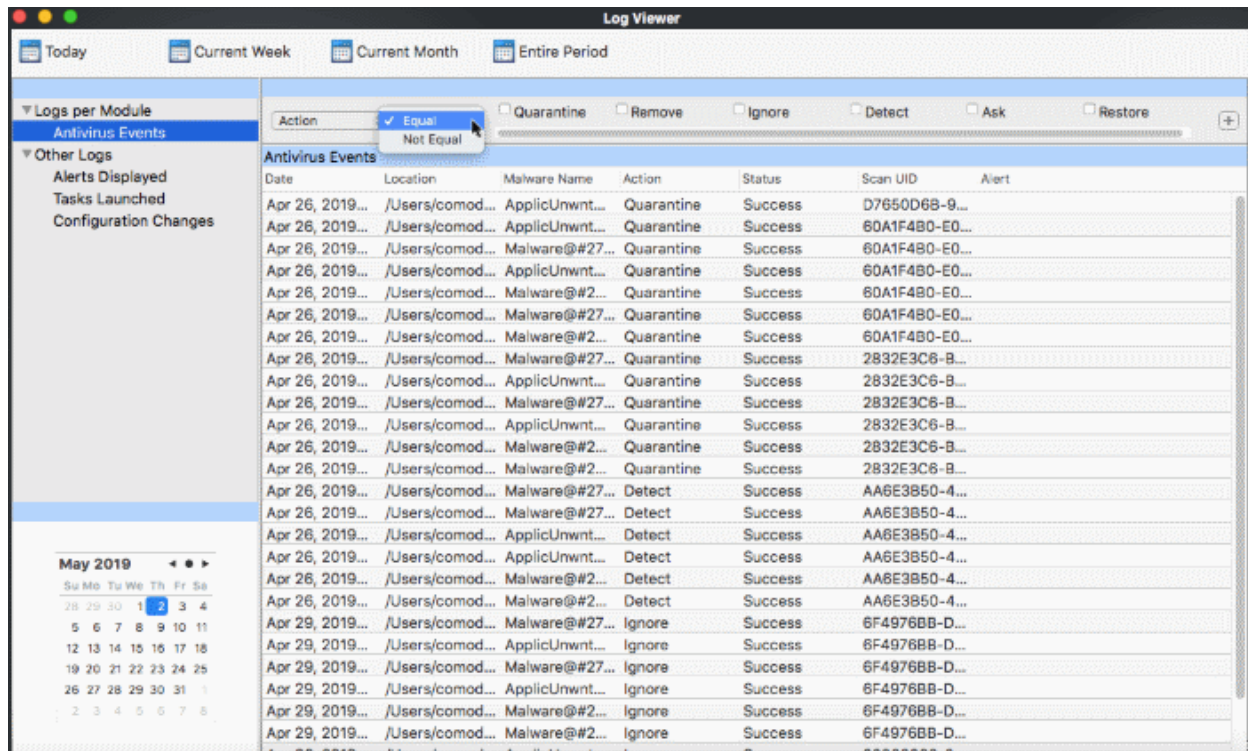 Log Viewer
Today Current Week Current Month Entire Period
Logs per Module
Antivirus Events
Other Logs
Alerts Displayed
Tasks Launched
Configuration Changes
Action Equal Quarantine Remove Ignore Detect Ask Restore
Not Equal
Antivirus Events
Date Location Malware Name Action Status Scan UID Alert
Apr 26, 2019... /Users/comod... ApplicUnwnt... Quarantine Success D7650D6B-9...
Apr 26, 2019... /Users/comod... ApplicUnwnt... Quarantine Success 60A1F4B0-E0...
Apr 26, 2019... /Users/comod... Malware@#27... Quarantine Success 60A1F4B0-E0...
Apr 26, 2019... /Users/comod... ApplicUnwnt... Quarantine Success 60A1F4B0-E0...
Apr 26, 2019... /Users/comod... Malware@#2... Quarantine Success 60A1F4B0-E0...
Apr 26, 2019... /Users/comod... Malware@#27... Quarantine Success 60A1F4B0-E0...
Apr 26, 2019... /Users/comod... Malware@#2... Quarantine Success 60A1F4B0-E0...
Apr 26, 2019... /Users/comod... Malware@#27... Quarantine Success 2832E3C6-B...
Apr 26, 2019... /Users/comod... ApplicUnwnt... Quarantine Success 2832E3C6-B...
Apr 26, 2019... /Users/comod... Malware@#27... Quarantine Success 2832E3C6-B...
Apr 26, 2019... /Users/comod... ApplicUnwnt... Quarantine Success 2832E3C6-B...
Apr 26, 2019... /Users/comod... Malware@#2... Quarantine Success 2832E3C6-B...
Apr 26, 2019... /Users/comod... Malware@#2... Quarantine Success 2832E3C6-B...
Apr 26, 2019... /Users/comod... Malware@#27... Detect Success AA6E3B50-4...
Apr 26, 2019... /Users/comod... Malware@#27... Detect Success AA6E3B50-4...
Apr 26, 2019... /Users/comod... ApplicUnwnt... Detect Success AA6E3B50-4...
Apr 26, 2019... /Users/comod... ApplicUnwnt... Detect Success AA6E3B50-4...
Apr 26, 2019... /Users/comod... Malware@#2... Detect Success AA6E3B50-4...
Apr 26, 2019... /Users/comod... Malware@#2... Detect Success AA6E3B50-4...
Apr 29, 2019... /Users/comod... Malware@#27... Ignore Success 6F4976BB-D...
Apr 29, 2019... /Users/comod... ApplicUnwnt... Ignore Success 6F4976BB-D...
Apr 29, 2019... /Users/comod... Malware@#27... Ignore Success 6F4976BB-D...
Apr 29, 2019... /Users/comod... ApplicUnwnt... Ignore Success 6F4976BB-D...
Apr 29, 2019... /Users/comod... Malware@#2... Ignore Success 6F4976BB-D...
Apr 29, 2019... /Users/comod... Malware@#2... Ignore Success 6F4976BB-D...
May 2019
Su Mo Tu We Th Fr Sa
28 29 30 1 2 3 4
5 6 7 8 9 10 11
12 13 14 15 16 17 18
19 20 21 22 23 24 25
26 27 28 29 30 31 1
2 3 4 5 6 7 8